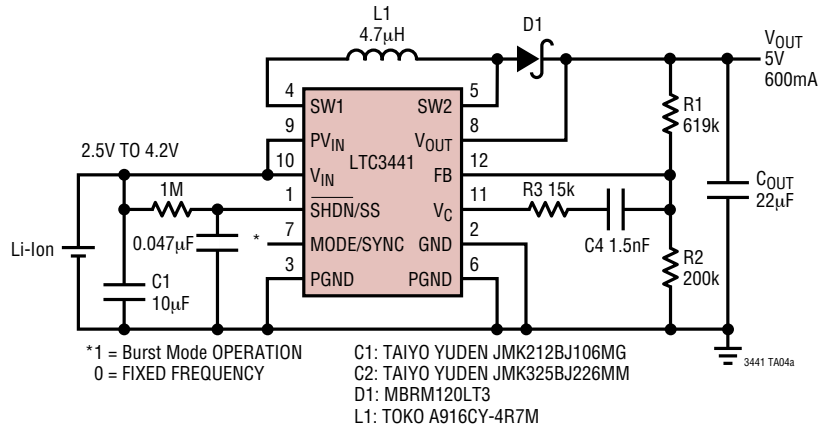 L1
4.7µH
D1
VOUT
5V
600mA
4
SW1
5
SW2
9
PVIN
8
VOUT
R1
619k
2.5V TO 4.2V
10
VIN
LTC3441
12
FB
1M
1
SHDN/SS
11
VC
R3 15k
COUT
22µF
Li-Ion
0.047µF
*
7
MODE/SYNC
2
GND
C4 1.5nF
R2
200k
C1
10µF
3
PGND
6
PGND
*1 = Burst Mode OPERATION
0 = FIXED FREQUENCY
C1: TAIYO YUDEN JMK212BJ106MG
C2: TAIYO YUDEN JMK325BJ226MM
D1: MBRM120LT3
L1: TOKO A916CY-4R7M
3441 TA04a